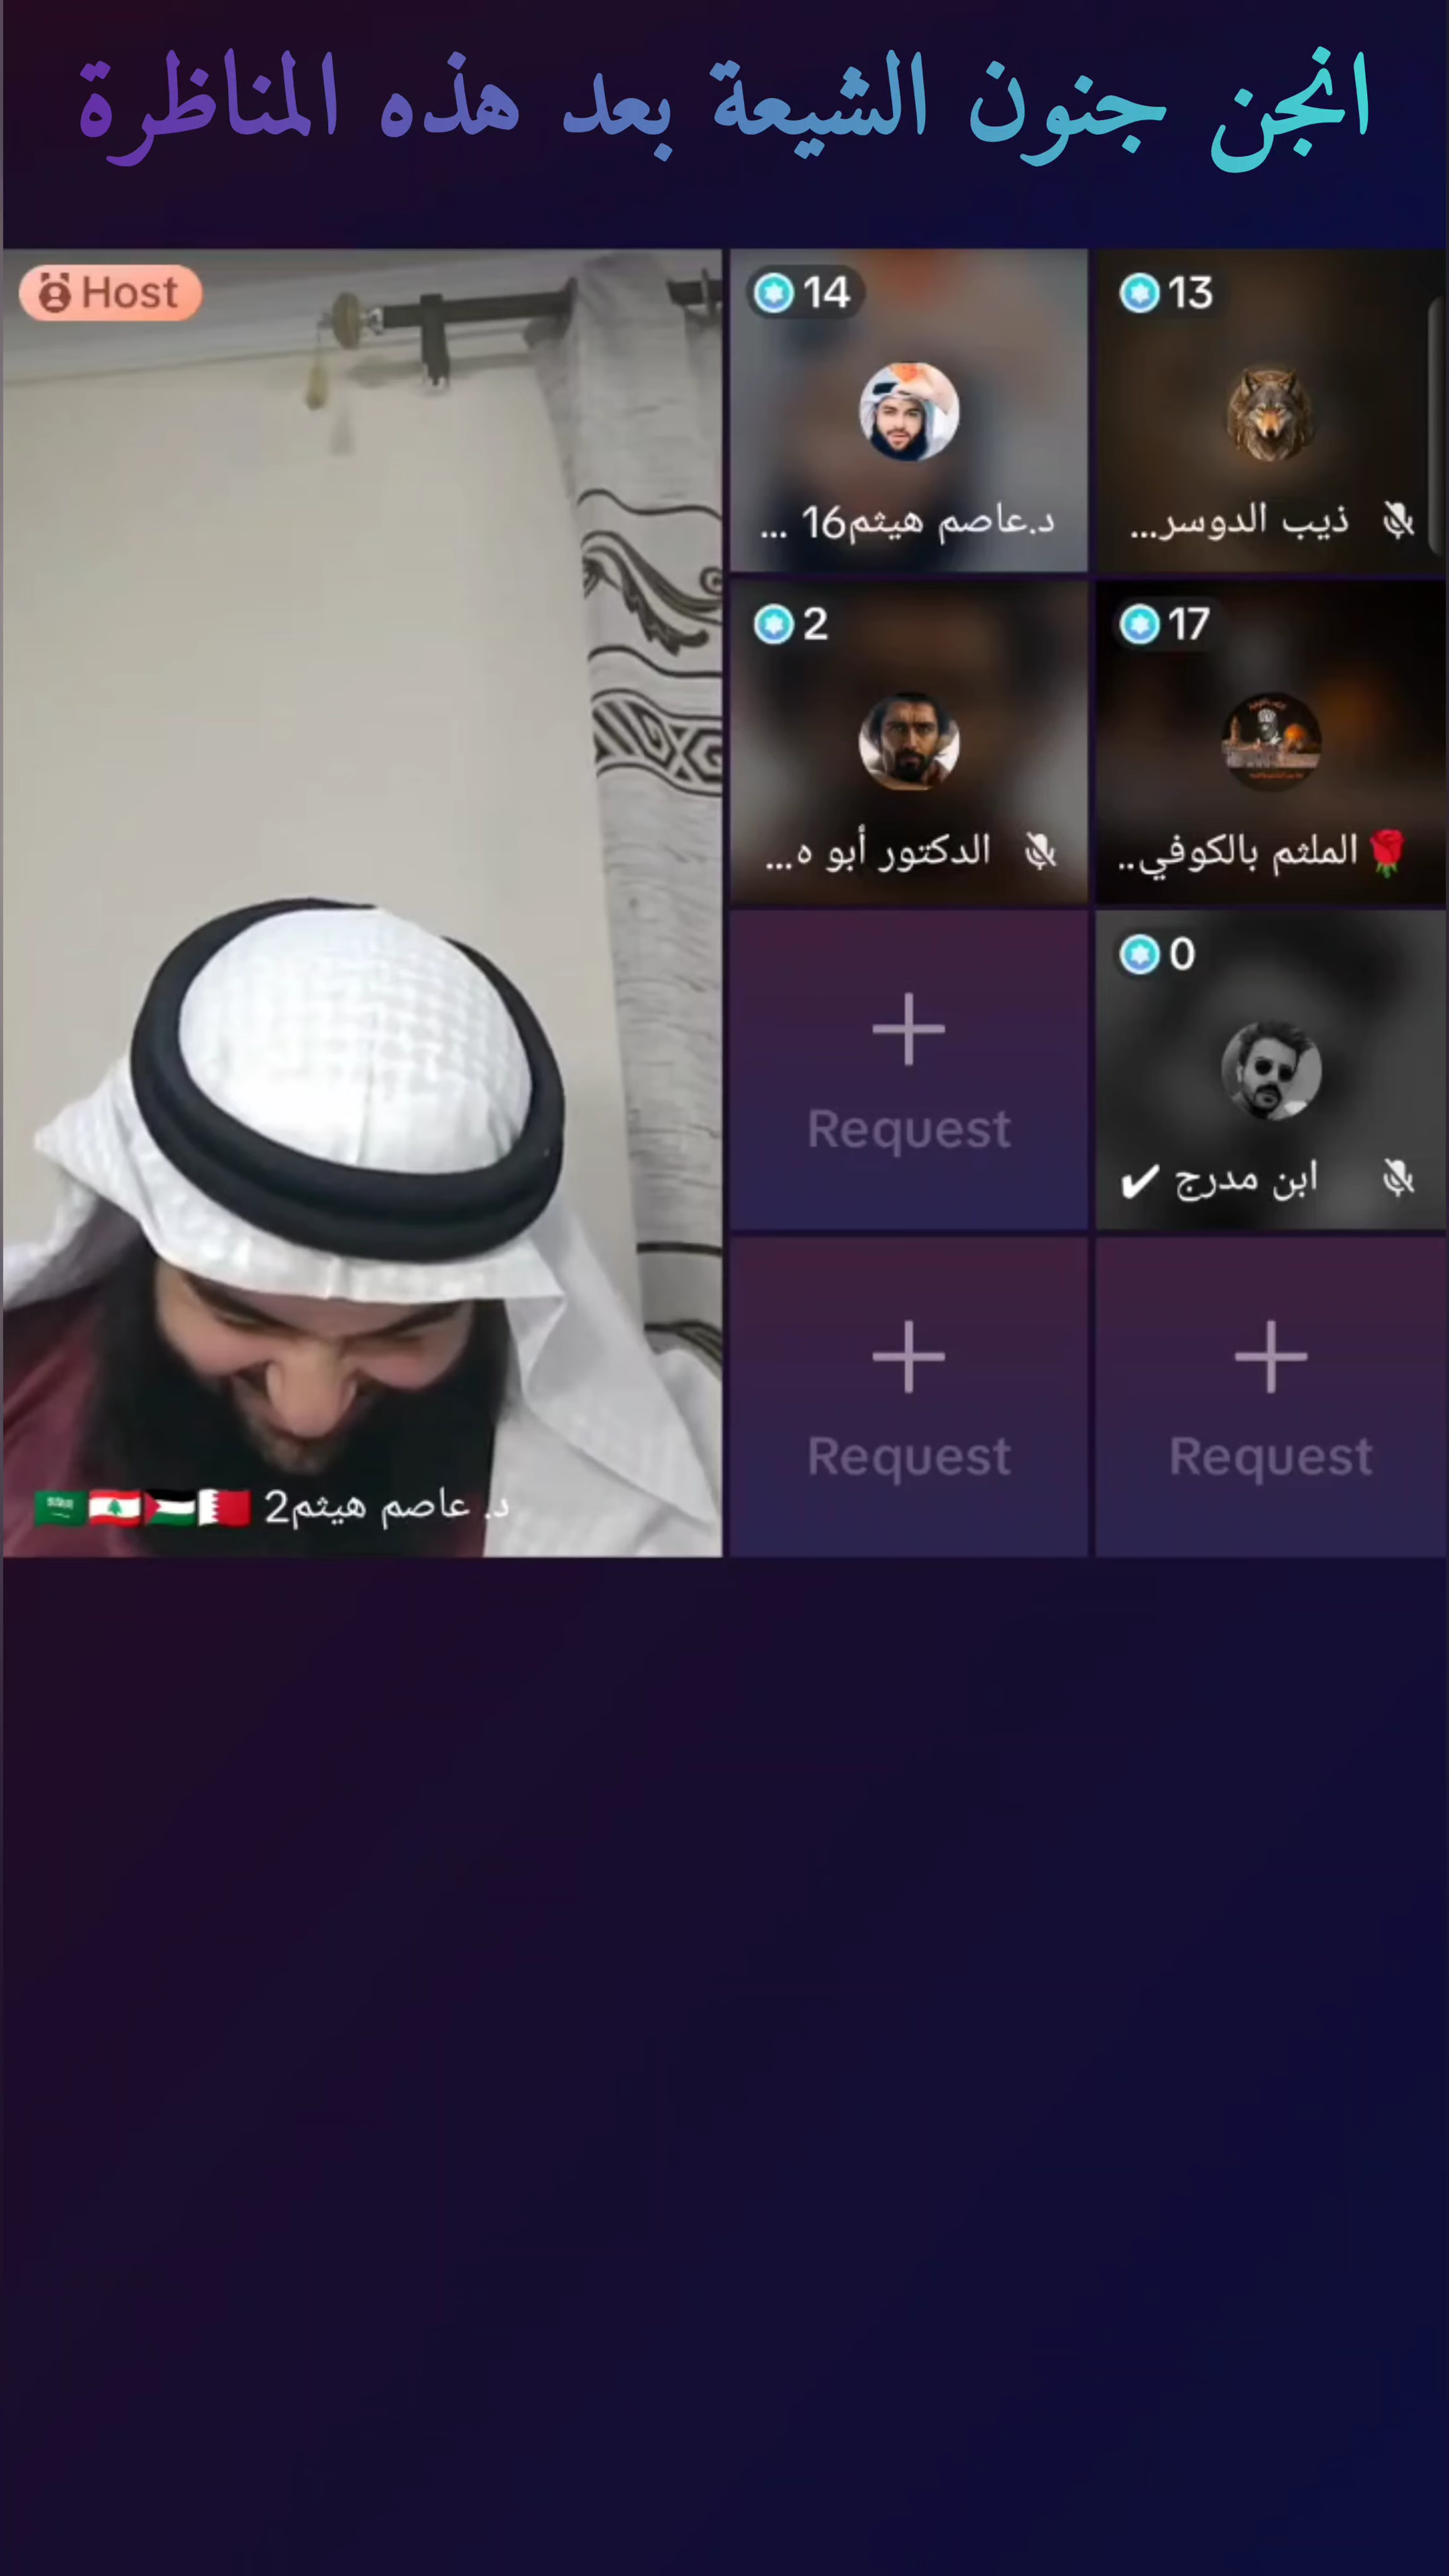 انجن جنون الشيعة بعد هذه المناظرة
Host
14
د.عاصم هيثم16 ...
13
ذيب الدوسر...
2
الدكتور أبو ه...
17
الملثم بالكوفي..
Request
0
ابن مدرج ✔
Request
Request
د. عاصم هيثم2